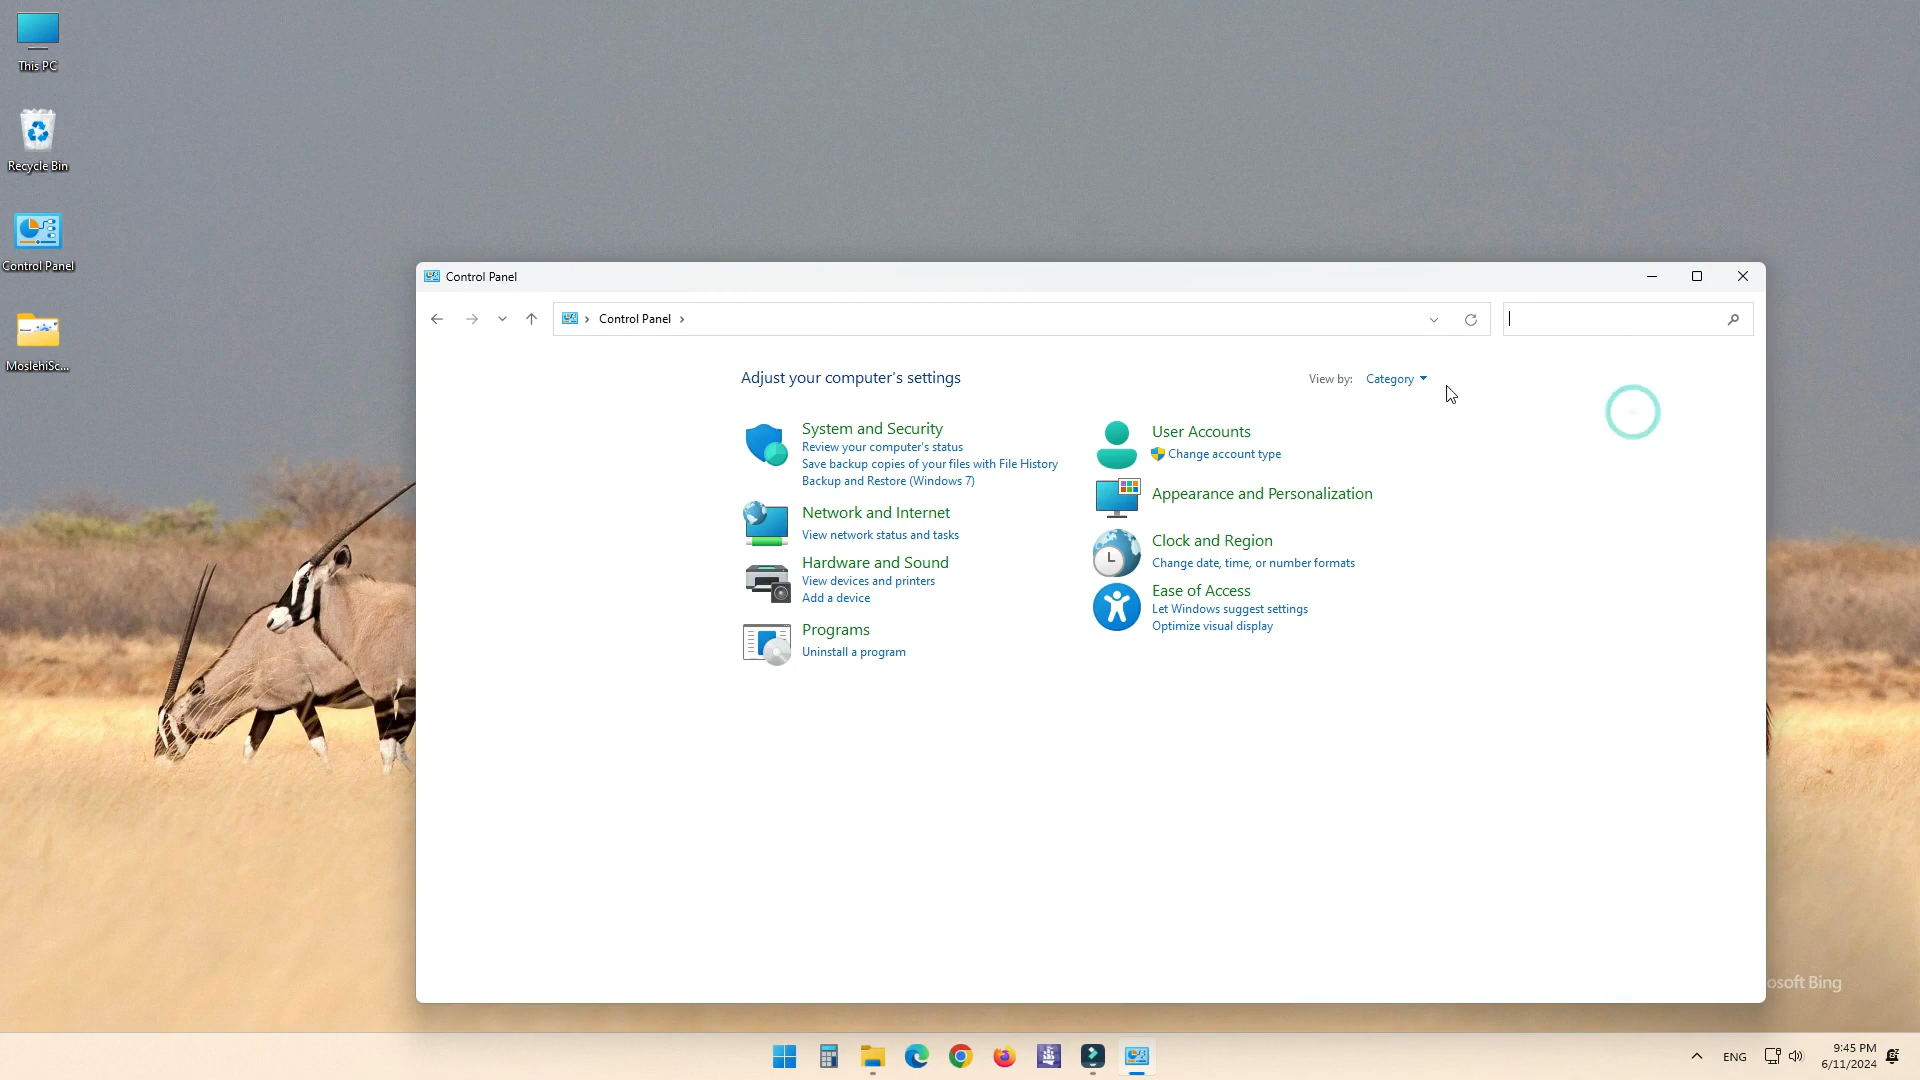 This PC
Recycle Bin
Control Panel
MoslehiSc...
Control Panel
Control Panel
Adjust your computer's settings
View by: Category
System and Security
Review your computer's status
Save backup copies of your files with File History
Backup and Restore (Windows 7)
Network and Internet
View network status and tasks
Hardware and Sound
View devices and printers
Add a device
Programs
Uninstall a program
User Accounts
Change account type
Appearance and Personalization
Clock and Region
Change date, time, or number formats
Ease of Access
Let Windows suggest settings
Optimize visual display
osoft Bing
ENG
9:45 PM
6/11/2024